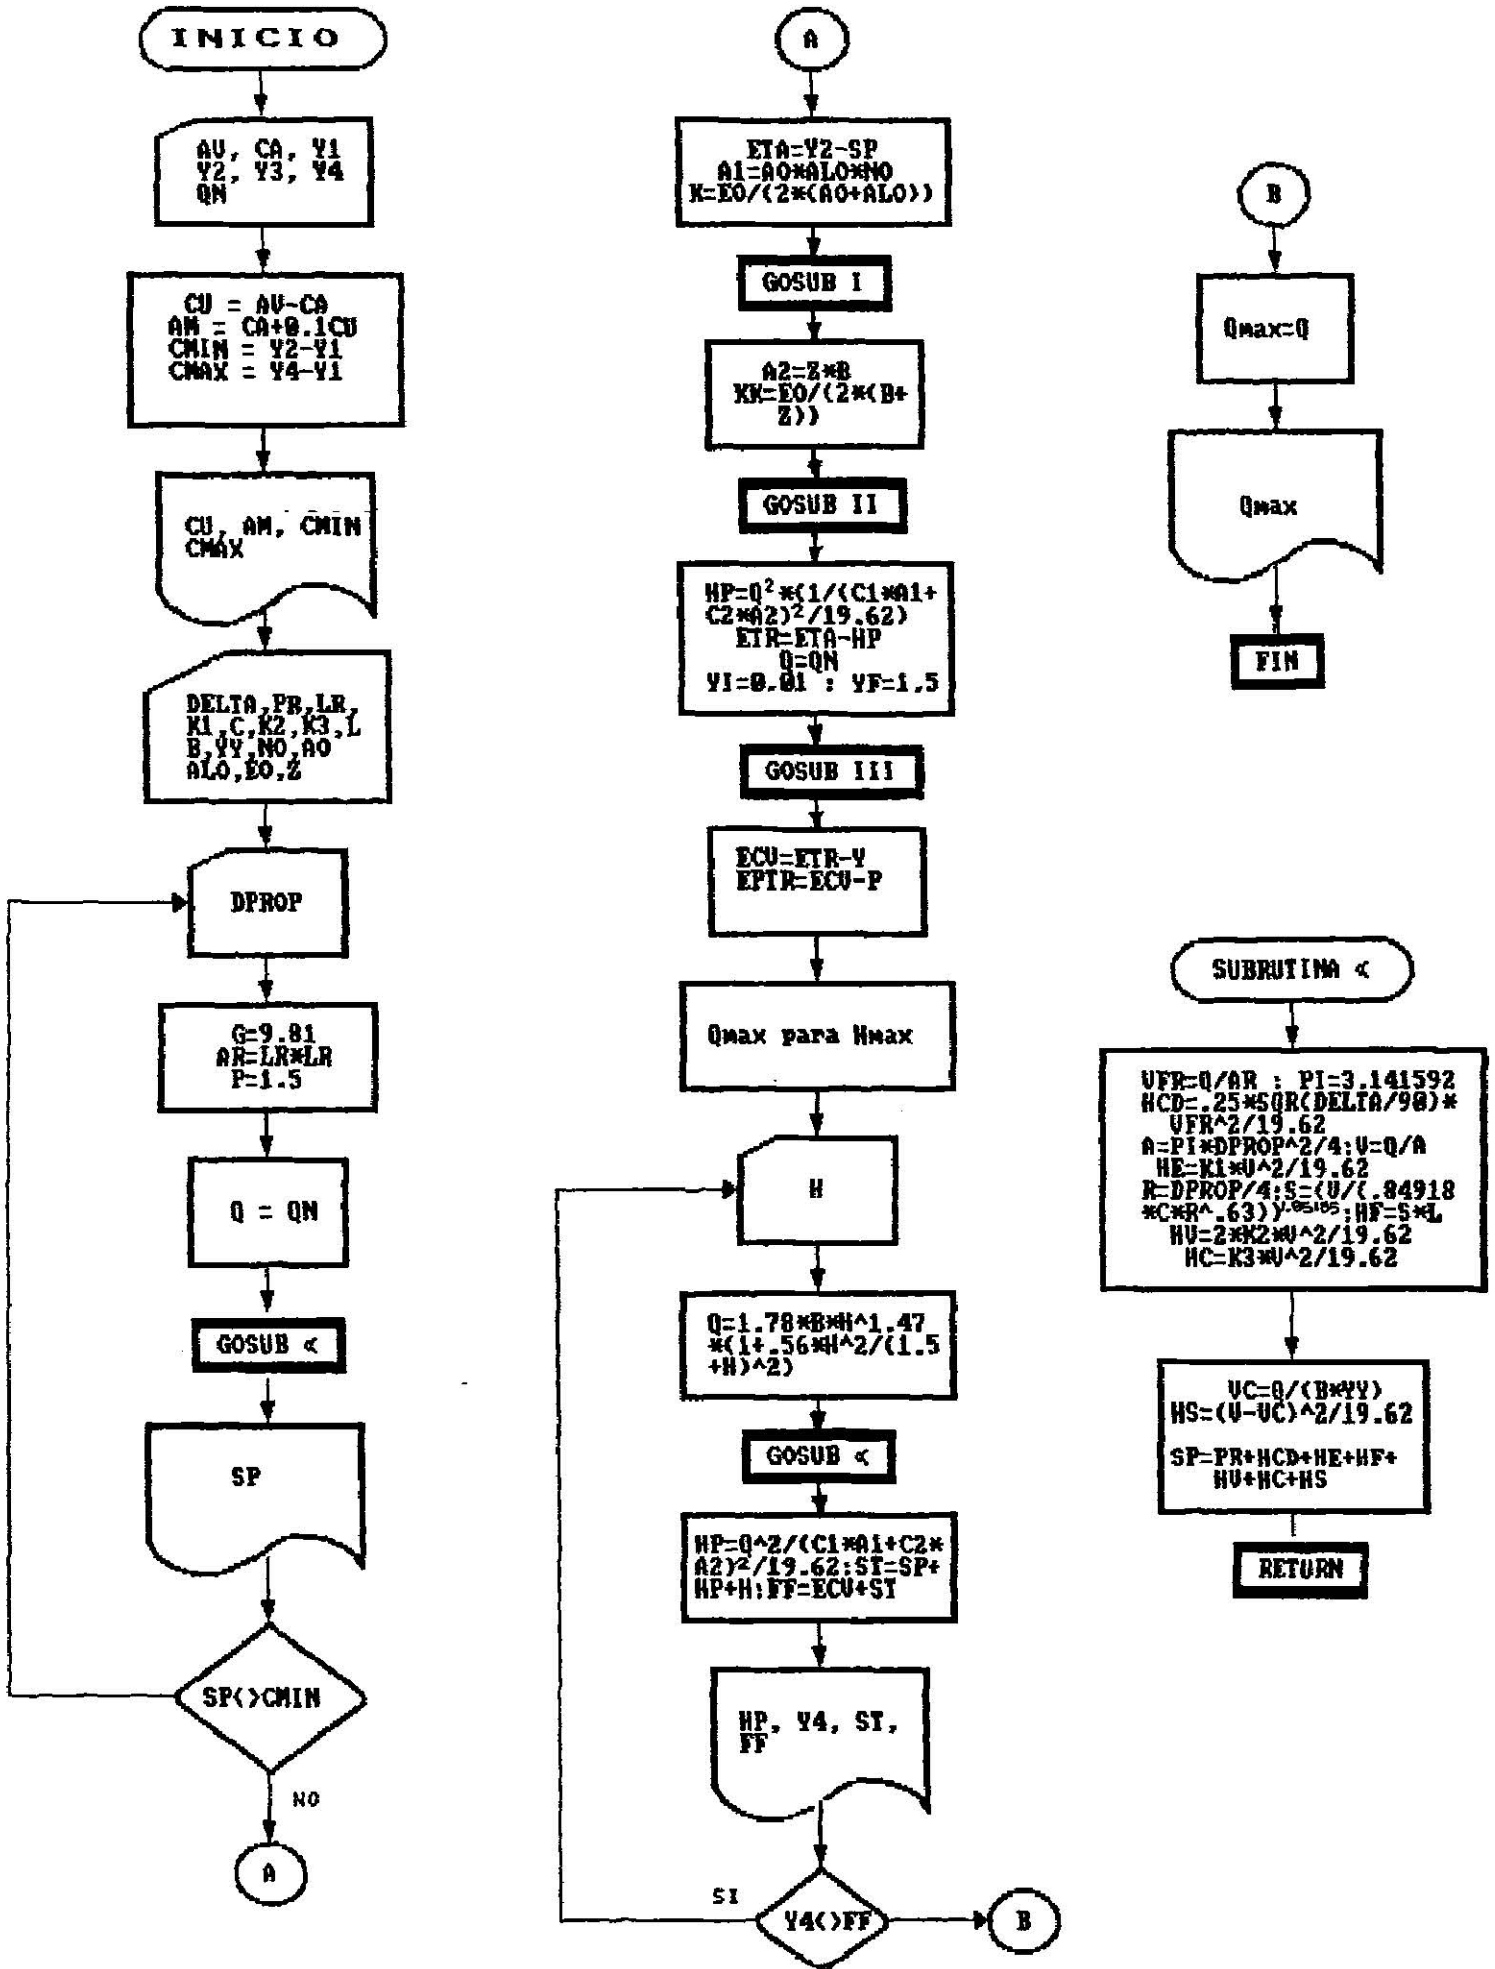 INICIO
AV, CA, Y1
Y2, Y3, Y4
QN
CU = AV-CA
AM = CA+0.1CU
CMIN = Y2-Y1
CMAX = Y4-Y1
CU, AM, CMIN
CMAX
DELTA,PR,LR,
K1,C,K2,K3,L
B,YY,NO,AO
ALO,EO,Z
DPROP
G=9.81
AR=LR*LR
P=1.5
Q = QN
GOSUB ∝
SP
SP<>CMIN
NO
A
A
ETA=Y2-SP
A1=AO*ALO*NO
K=EO/(2*(AO+ALO))
GOSUB I
A2=Z*B
KK=EO/(2*(B+
Z))
GOSUB II
HP=Q²*(1/(C1*A1+
C2*A2)²/19.62)
ETR=ETA-HP
Q=QN
YI=0.01 : YF=1.5
GOSUB III
ECV=ETR-Y
EPTR=ECV-P
Qmax para Hmax
H
Q=1.78*B*H^1.47
*(1+.56*H^2/(1.5
+H)^2)
GOSUB ∝
HP=Q^2/(C1*A1+C2*
A2)²/19.62:ST=SP+
HP+H:FF=ECV+ST
HP, Y4, ST,
FF
SI
Y4<>FF
B
B
Qmax=Q
Qmax
FIN
SUBRUTINA ∝
VFR=Q/AR : PI=3.141592
HCD=.25*SQR(DELTA/90)*
VFR^2/19.62
A=PI*DPROP^2/4:V=Q/A
HE=K1*V^2/19.62
R=DPROP/4:S=(V/(.84918
*C*R^.63)) :HF=S*L
HV=2*K2*V^2/19.62
HC=K3*V^2/19.62
VC=Q/(B*YY)
HS=(V-VC)^2/19.62
SP=PR+HCD+HE+HF+
HV+HC+HS
RETURN